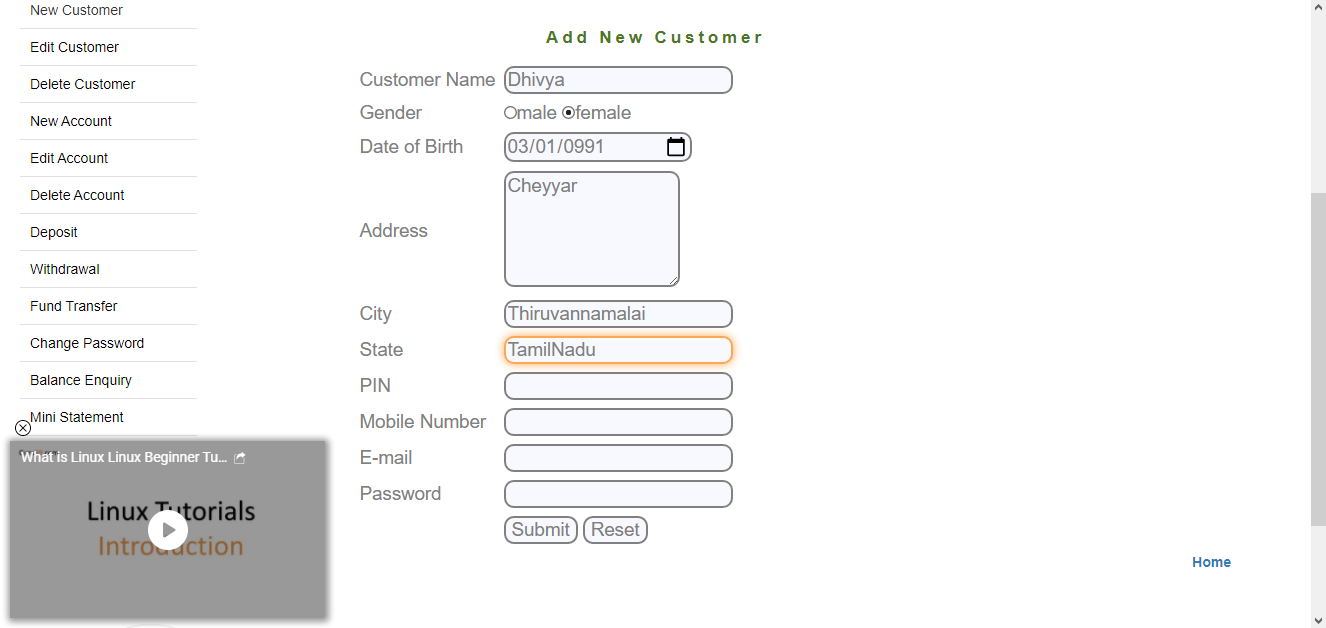 New Customer
Edit Customer
Delete Customer
New Account
Edit Account
Delete Account
Deposit
Withdrawal
Fund Transfer
Change Password
Balance Enquiry
Mini Statement
Add New Customer
Customer Name Dhivya
Gender male female
Date of Birth 03/01/0991
Address Cheyyar
City Thiruvannamalai
State TamilNadu
PIN
Mobile Number
E-mail
Password
Submit Reset
Home
What is Linux Linux Beginner Tu...
Linux Tutorials
Introduction